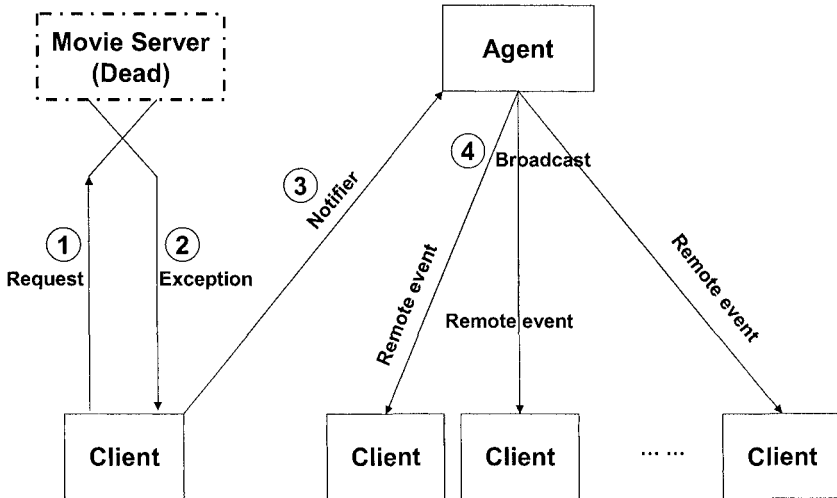 Movie Server
(Dead)
Agent
1
Request
2
Exception
3
Notifier
4
Broadcast
Remote event
Remote event
Remote event
Client
Client
Client
... ...
Client